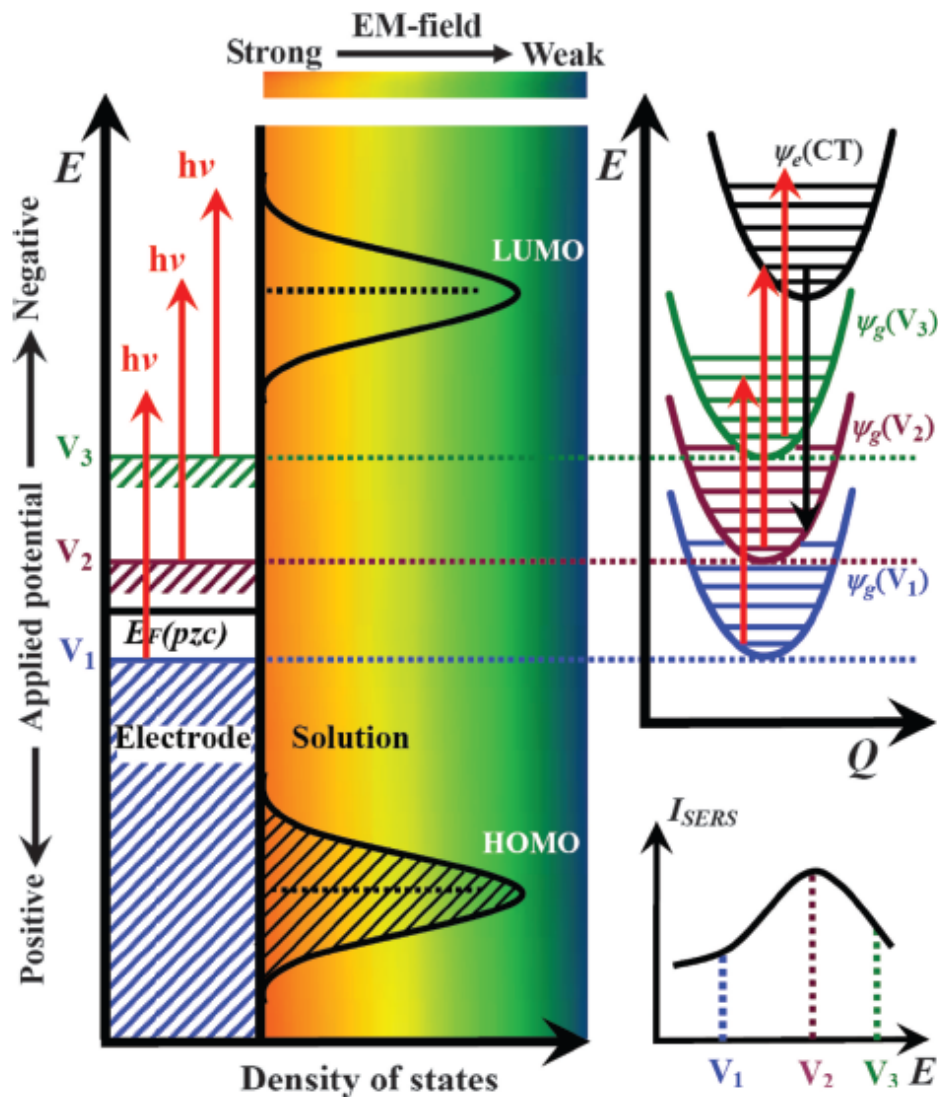 EM-field
Strong
Weak
E
hν
hν
hν
LUMO
V3
V2
EF(pzc)
V1
Electrode
Solution
HOMO
Negative
Applied potential
Positive
Density of states
E
ψe(CT)
ψg(V3)
ψg(V2)
ψg(V1)
Q
ISERS
V1
V2
V3
E